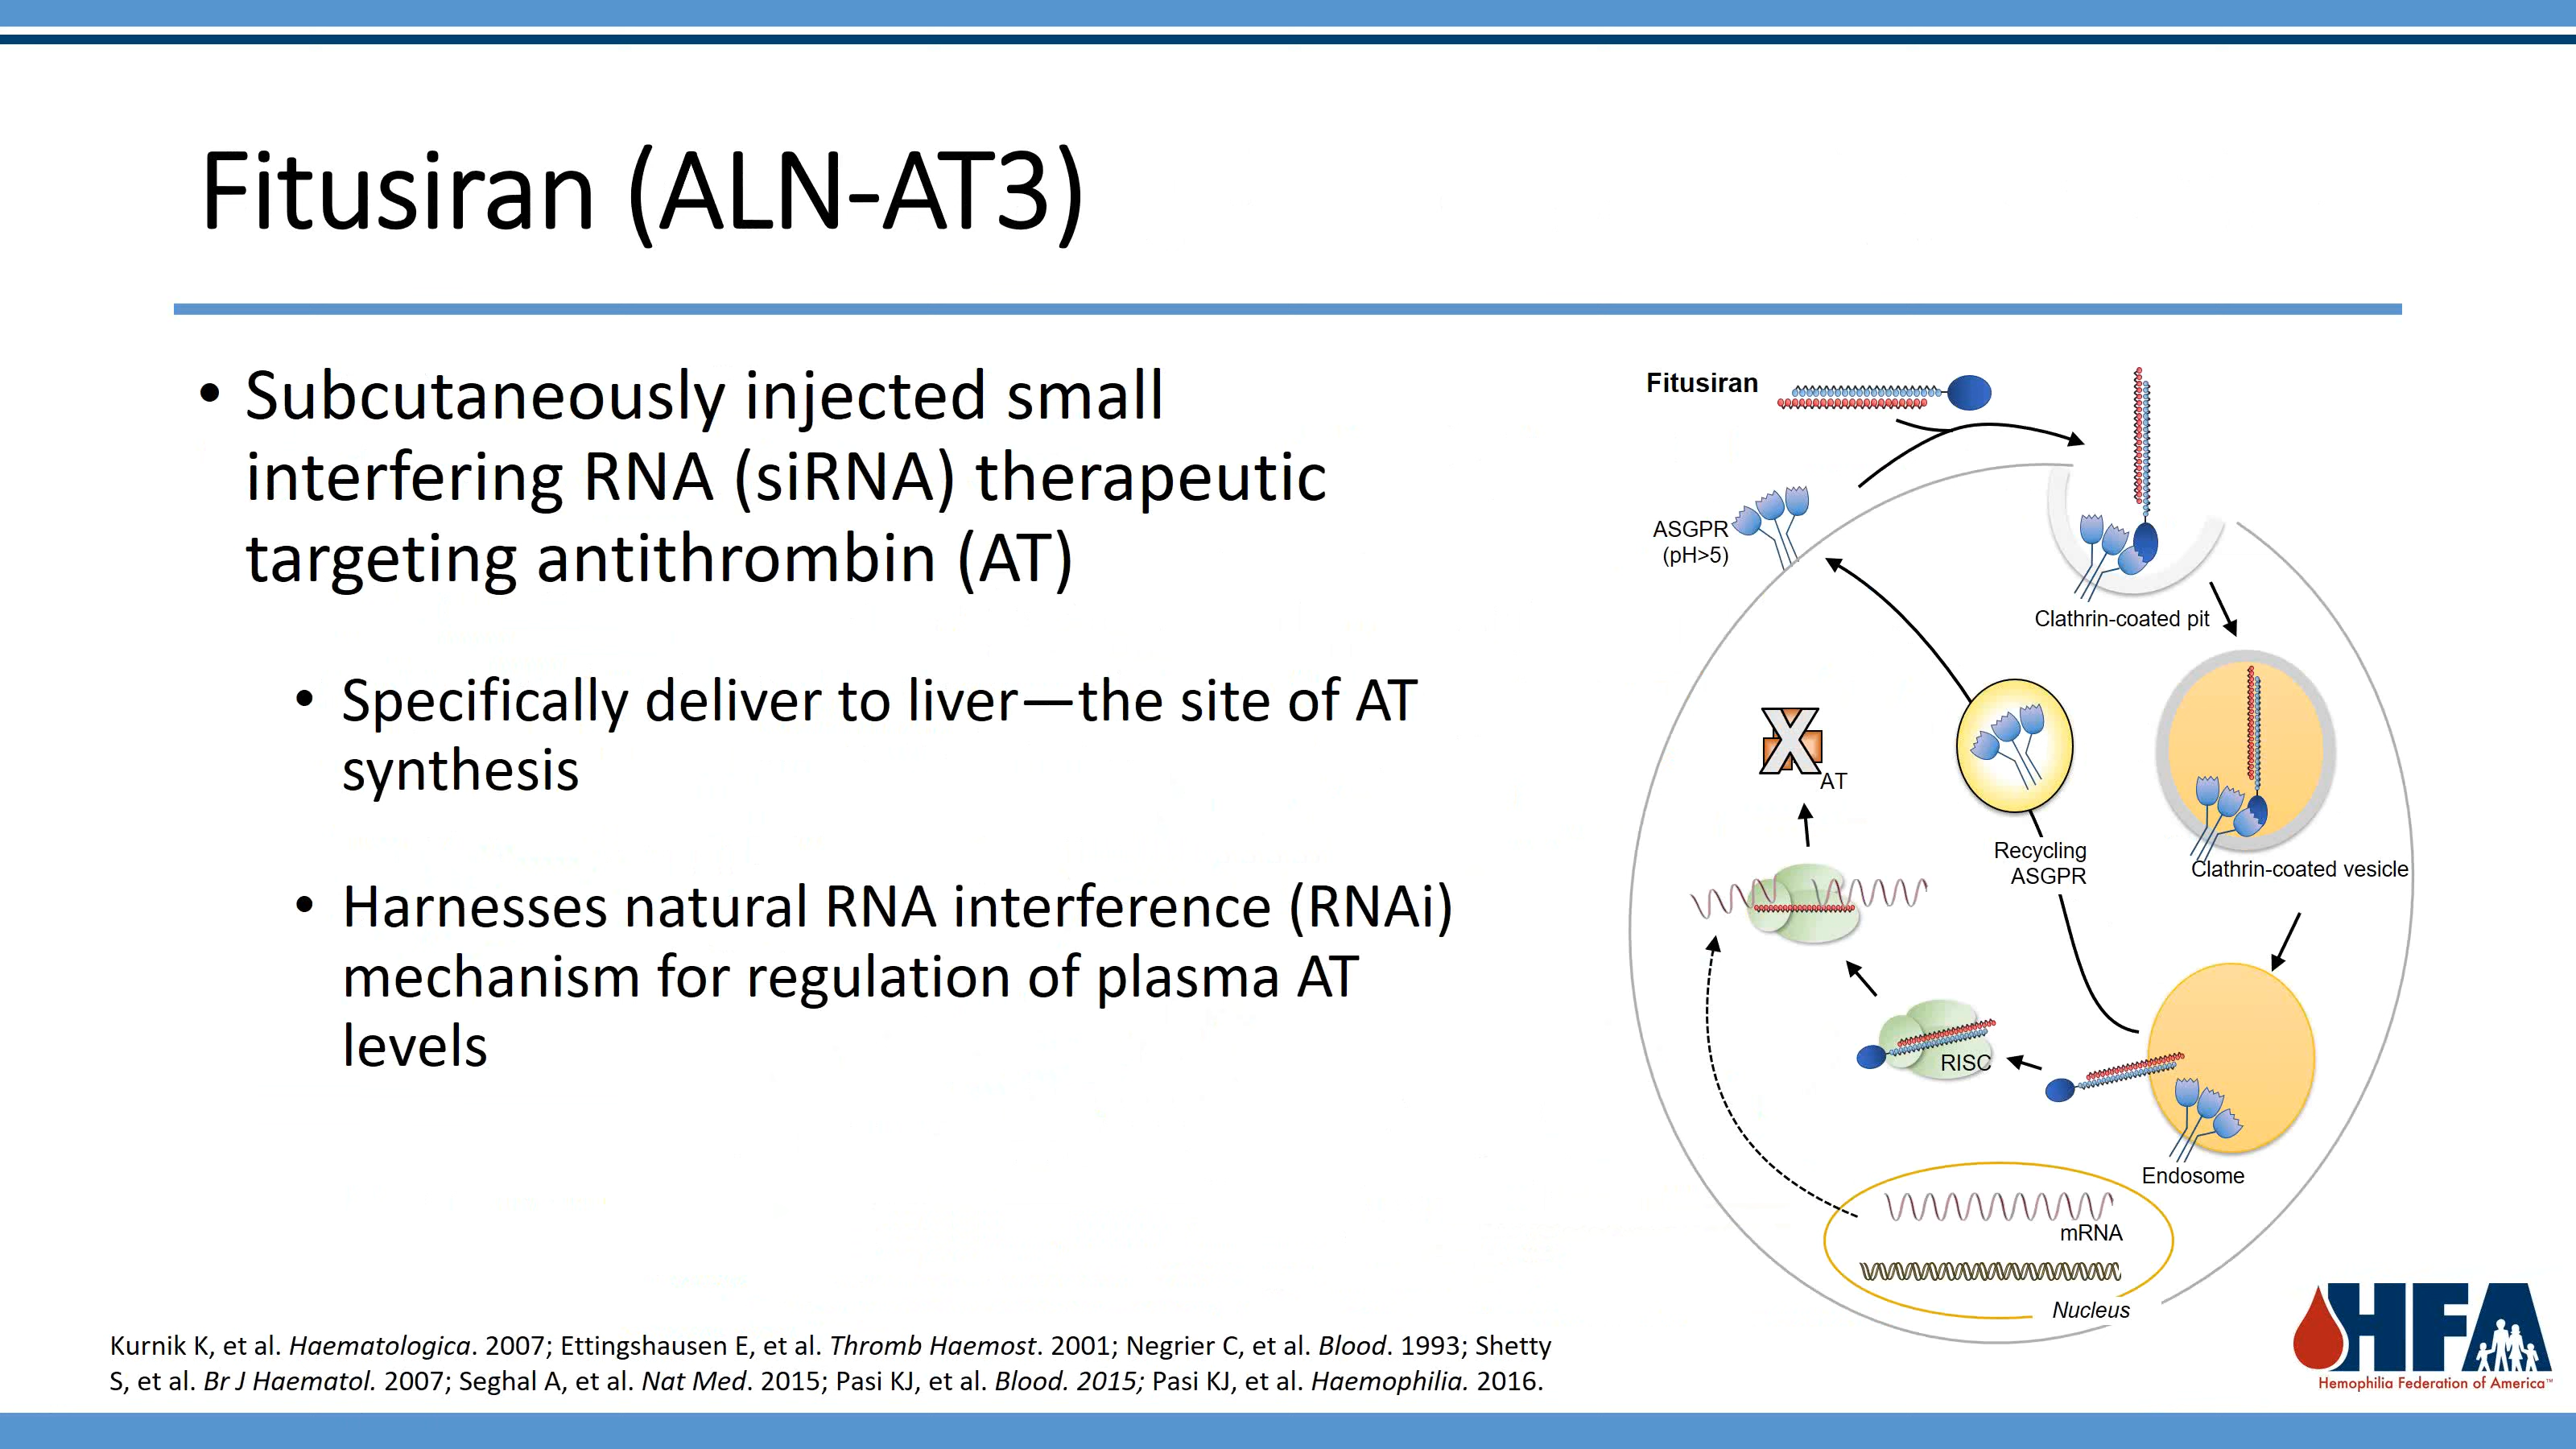 Fitusiran (ALN-AT3)
• Subcutaneously injected small
interfering RNA (siRNA) therapeutic
targeting antithrombin (AT)
• Specifically deliver to liver—the site of AT
synthesis
• Harnesses natural RNA interference (RNAi)
mechanism for regulation of plasma AT
levels
Fitusiran
ASGPR
(pH>5)
Clathrin-coated pit
X
AT
Recycling
ASGPR
Clathrin-coated vesicle
RISC
Endosome
mRNA
Nucleus
Kurnik K, et al. Haematologica. 2007; Ettingshausen E, et al. Thromb Haemost. 2001; Negrier C, et al. Blood. 1993; Shetty
S, et al. Br J Haematol. 2007; Seghal A, et al. Nat Med. 2015; Pasi KJ, et al. Blood. 2015; Pasi KJ, et al. Haemophilia. 2016.
HFA
Hemophilia Federation of America™